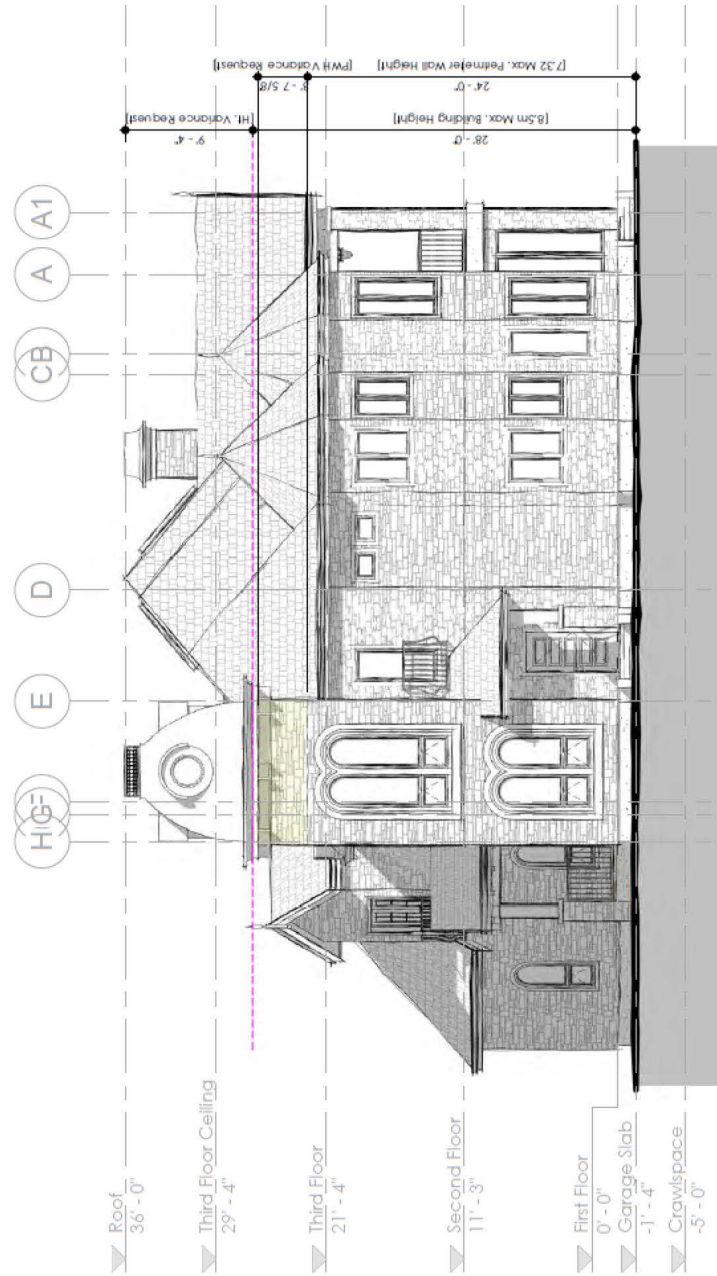 A1
A
CB
D
E
G
H
[Ht. Variance Request]
9' - 4"
[8.5m Max. Building Height]
28' - 0"
[PWH Variance Request]
3' - 7 5/8"
[7.32 Max. Perimeter Wall Height]
24' - 0"
Roof
36' - 0"
Third Floor Ceiling
29' - 4"
Third Floor
21' - 4"
Second Floor
11' - 3"
First Floor
0' - 0"
Garage Slab
-1' - 4"
Crawlspace
-5' - 0"